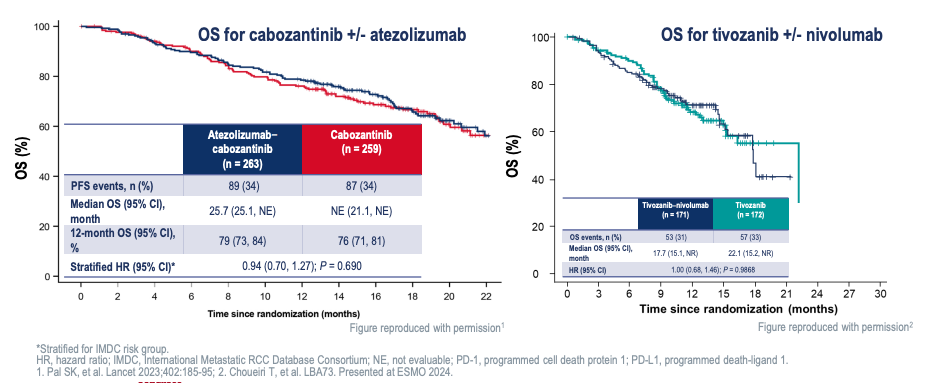 OS for cabozantinib +/- atezolizumab
OS (%)
100
80
60
40
20
0
Atezolizumab–
cabozantinib
(n = 263)
Cabozantinib
(n = 259)
PFS events, n (%)
89 (34)
87 (34)
Median OS (95% CI),
month
25.7 (25.1, NE)
NE (21.1, NE)
12-month OS (95% CI),
%
79 (73, 84)
76 (71, 81)
Stratified HR (95% CI)*
0.94 (0.70, 1.27); P = 0.690
0 2 4 6 8 10 12 14 16 18 20 22
Time since randomization (months)
Figure reproduced with permission1
OS for tivozanib +/- nivolumab
OS (%)
100
80
60
40
20
0
Tivozanib–nivolumab
(n = 171)
Tivozanib
(n = 172)
OS events, n (%)
53 (31)
57 (33)
Median OS (95% CI),
month
17.7 (15.1, NR)
22.1 (15.2, NR)
HR (95% CI)
1.00 (0.68, 1.46); P = 0.9868
0 3 6 9 12 15 18 21 24 27 30
Time since randomization (months)
Figure reproduced with permission2
*Stratified for IMDC risk group.
HR, hazard ratio; IMDC, International Metastatic RCC Database Consortium; NE, not evaluable; PD-1, programmed cell death protein 1; PD-L1, programmed death-ligand 1.
1. Pal SK, et al. Lancet 2023;402:185-95; 2. Choueiri T, et al. LBA73. Presented at ESMO 2024.